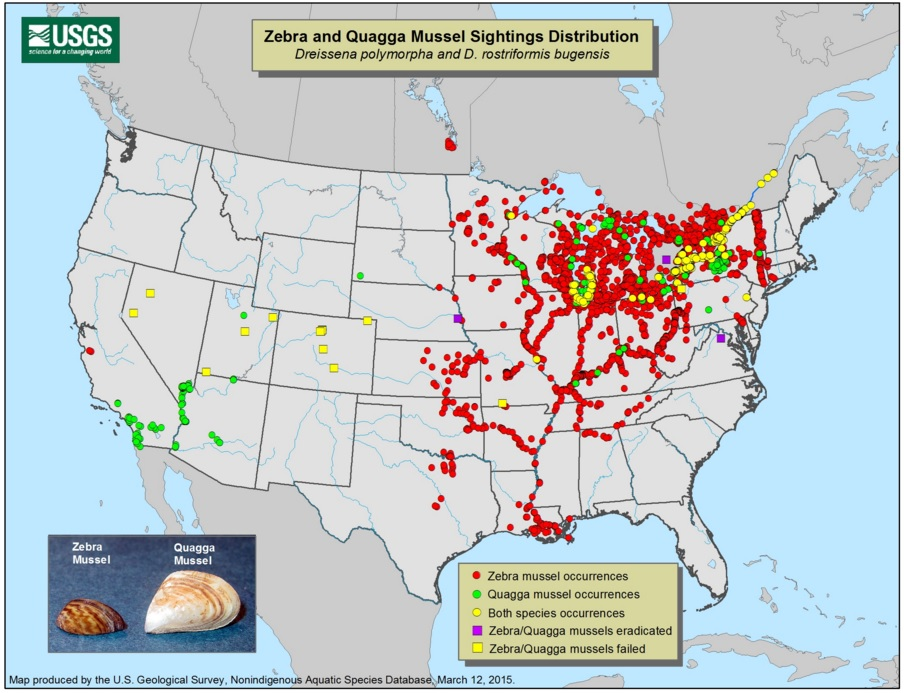 USGS
science for a changing world
Zebra and Quagga Mussel Sightings Distribution
Dreissena polymorpha and D. rostriformis bugensis
Zebra
Mussel
Quagga
Mussel
Zebra mussel occurrences
Quagga mussel occurrences
Both species occurrences
Zebra/Quagga mussels eradicated
Zebra/Quagga mussels failed
Map produced by the U.S. Geological Survey, Nonindigenous Aquatic Species Database, March 12, 2015.